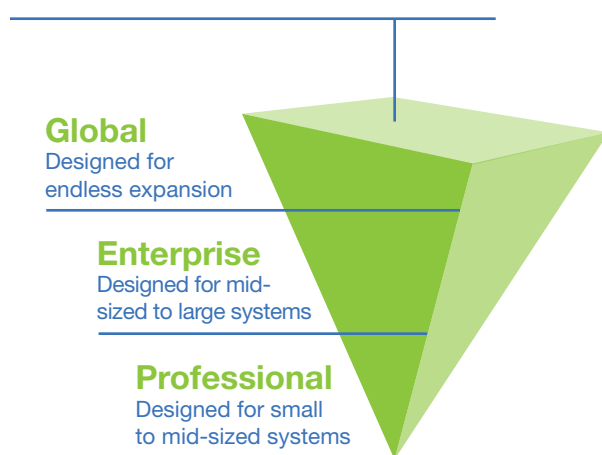 Global
Designed for
endless expansion
Enterprise
Designed for mid-
sized to large systems
Professional
Designed for small
to mid-sized systems